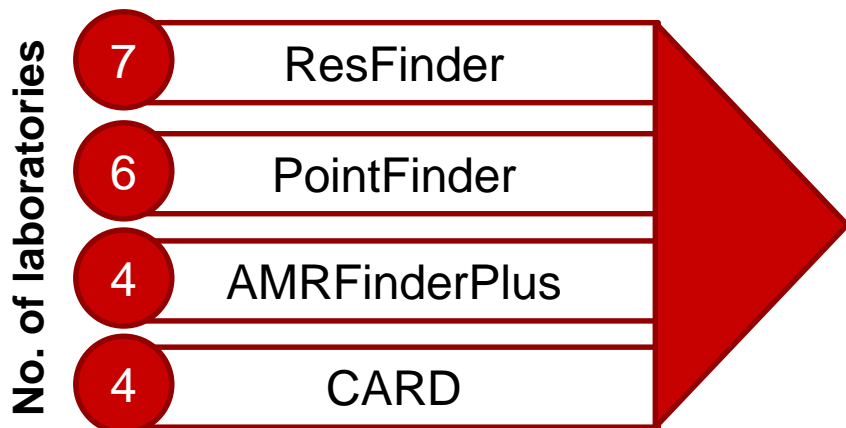 No. of laboratories
7 ResFinder
6 PointFinder
4 AMRFinderPlus
4 CARD